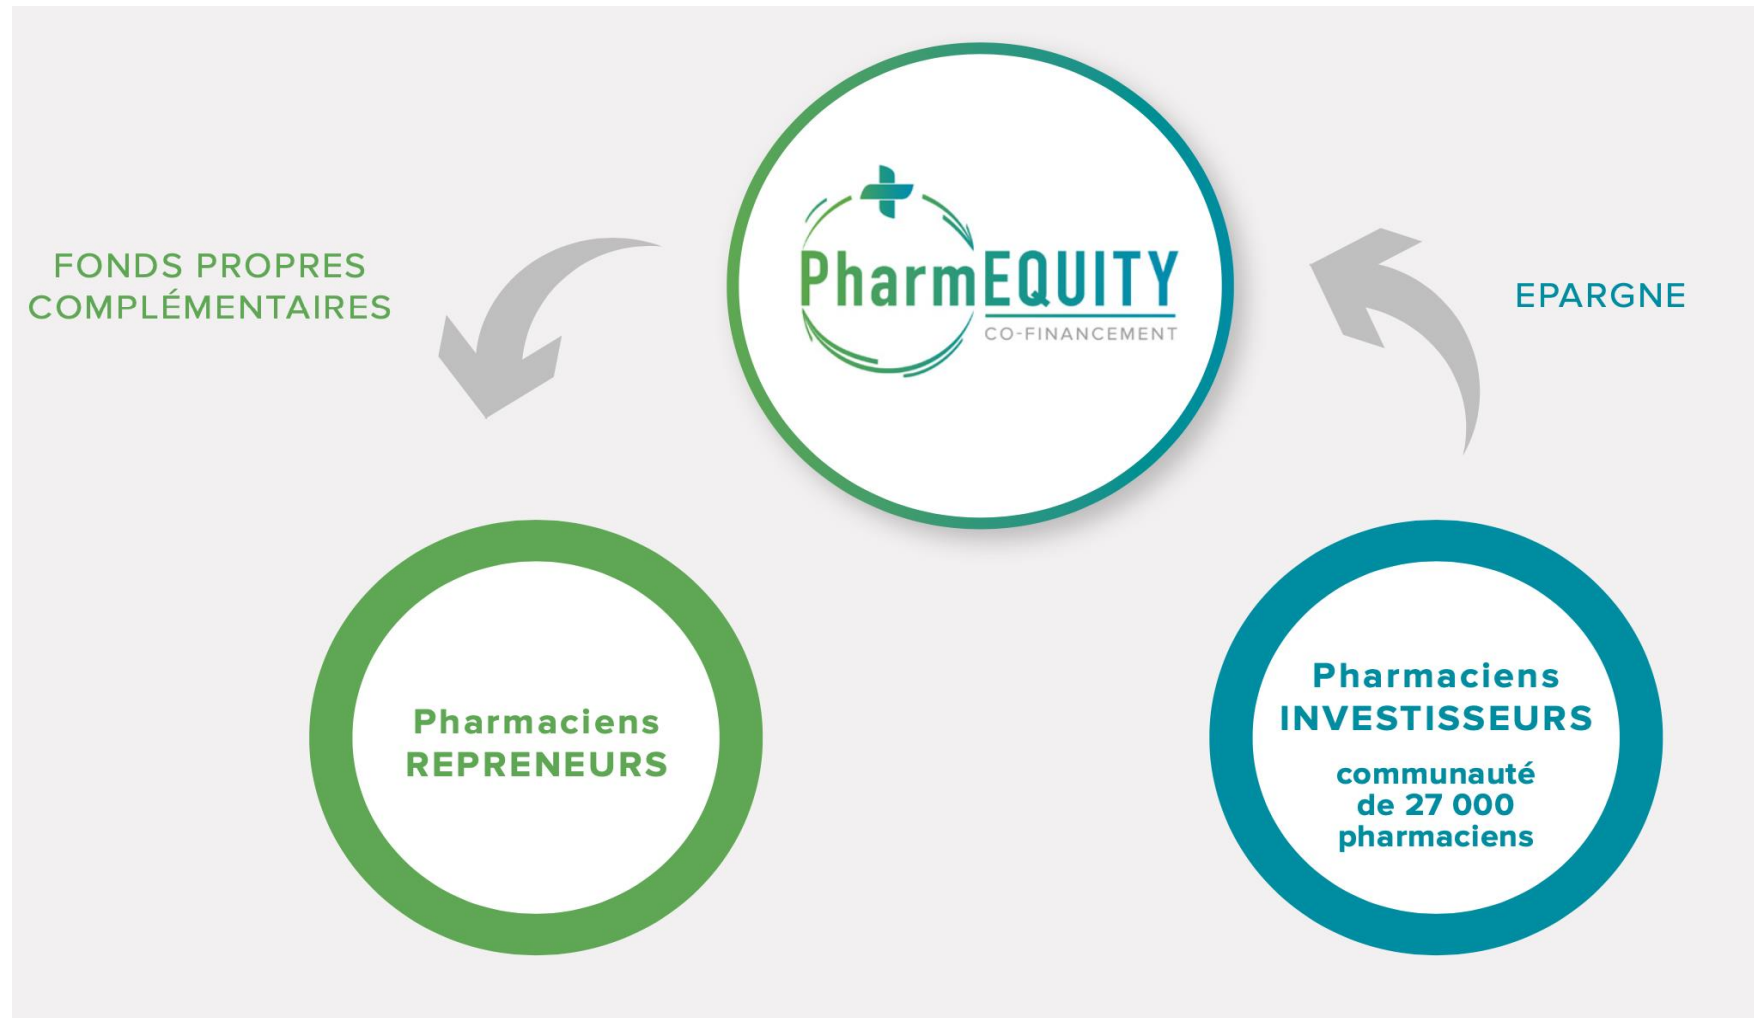 PharmEQUITY
CO-FINANCEMENT
FONDS PROPRES
COMPLÉMENTAIRES
EPARGNE
Pharmaciens
REPRENEURS
Pharmaciens
INVESTISSEURS
communauté
de 27 000
pharmaciens